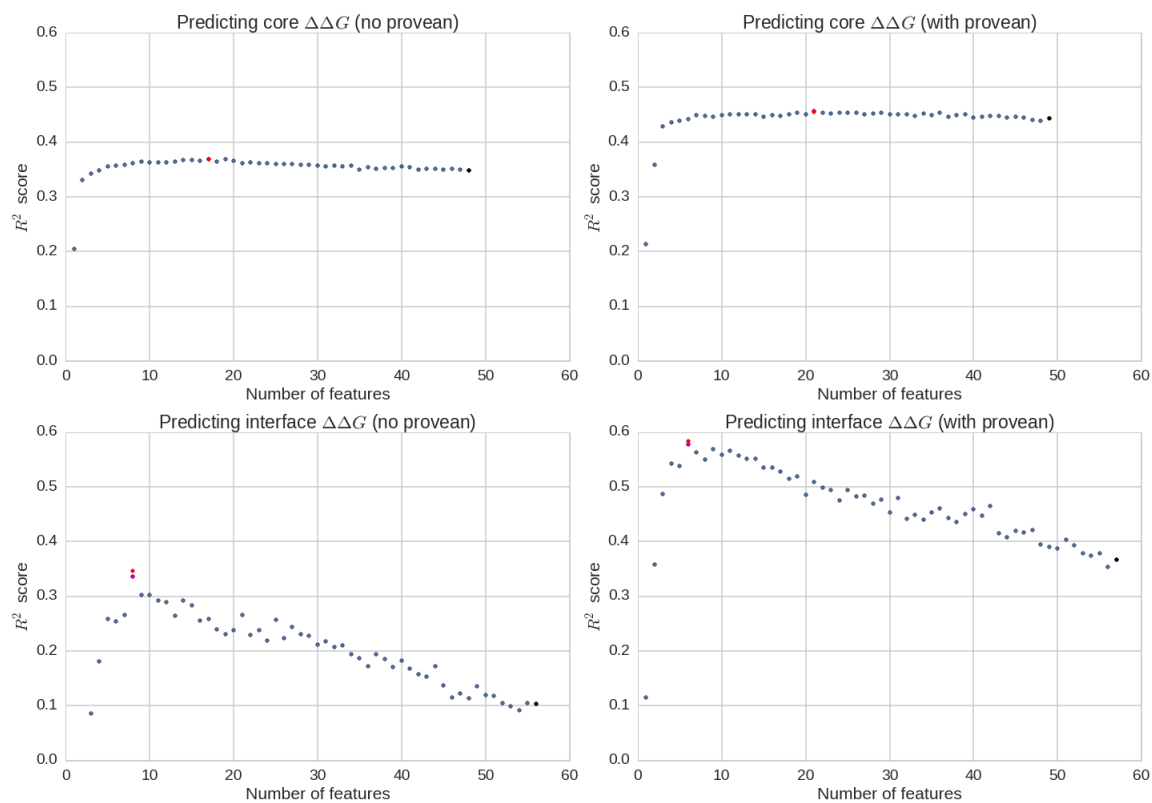 Predicting core ΔΔG (no provean)
0.6
0.5
0.4
0.3
0.2
0.1
0.0
R² score
0 10 20 30 40 50 60
Number of features
Predicting core ΔΔG (with provean)
0.6
0.5
0.4
0.3
0.2
0.1
0.0
R² score
0 10 20 30 40 50 60
Number of features
Predicting interface ΔΔG (no provean)
0.6
0.5
0.4
0.3
0.2
0.1
0.0
R² score
0 10 20 30 40 50 60
Number of features
Predicting interface ΔΔG (with provean)
0.6
0.5
0.4
0.3
0.2
0.1
0.0
R² score
0 10 20 30 40 50 60
Number of features